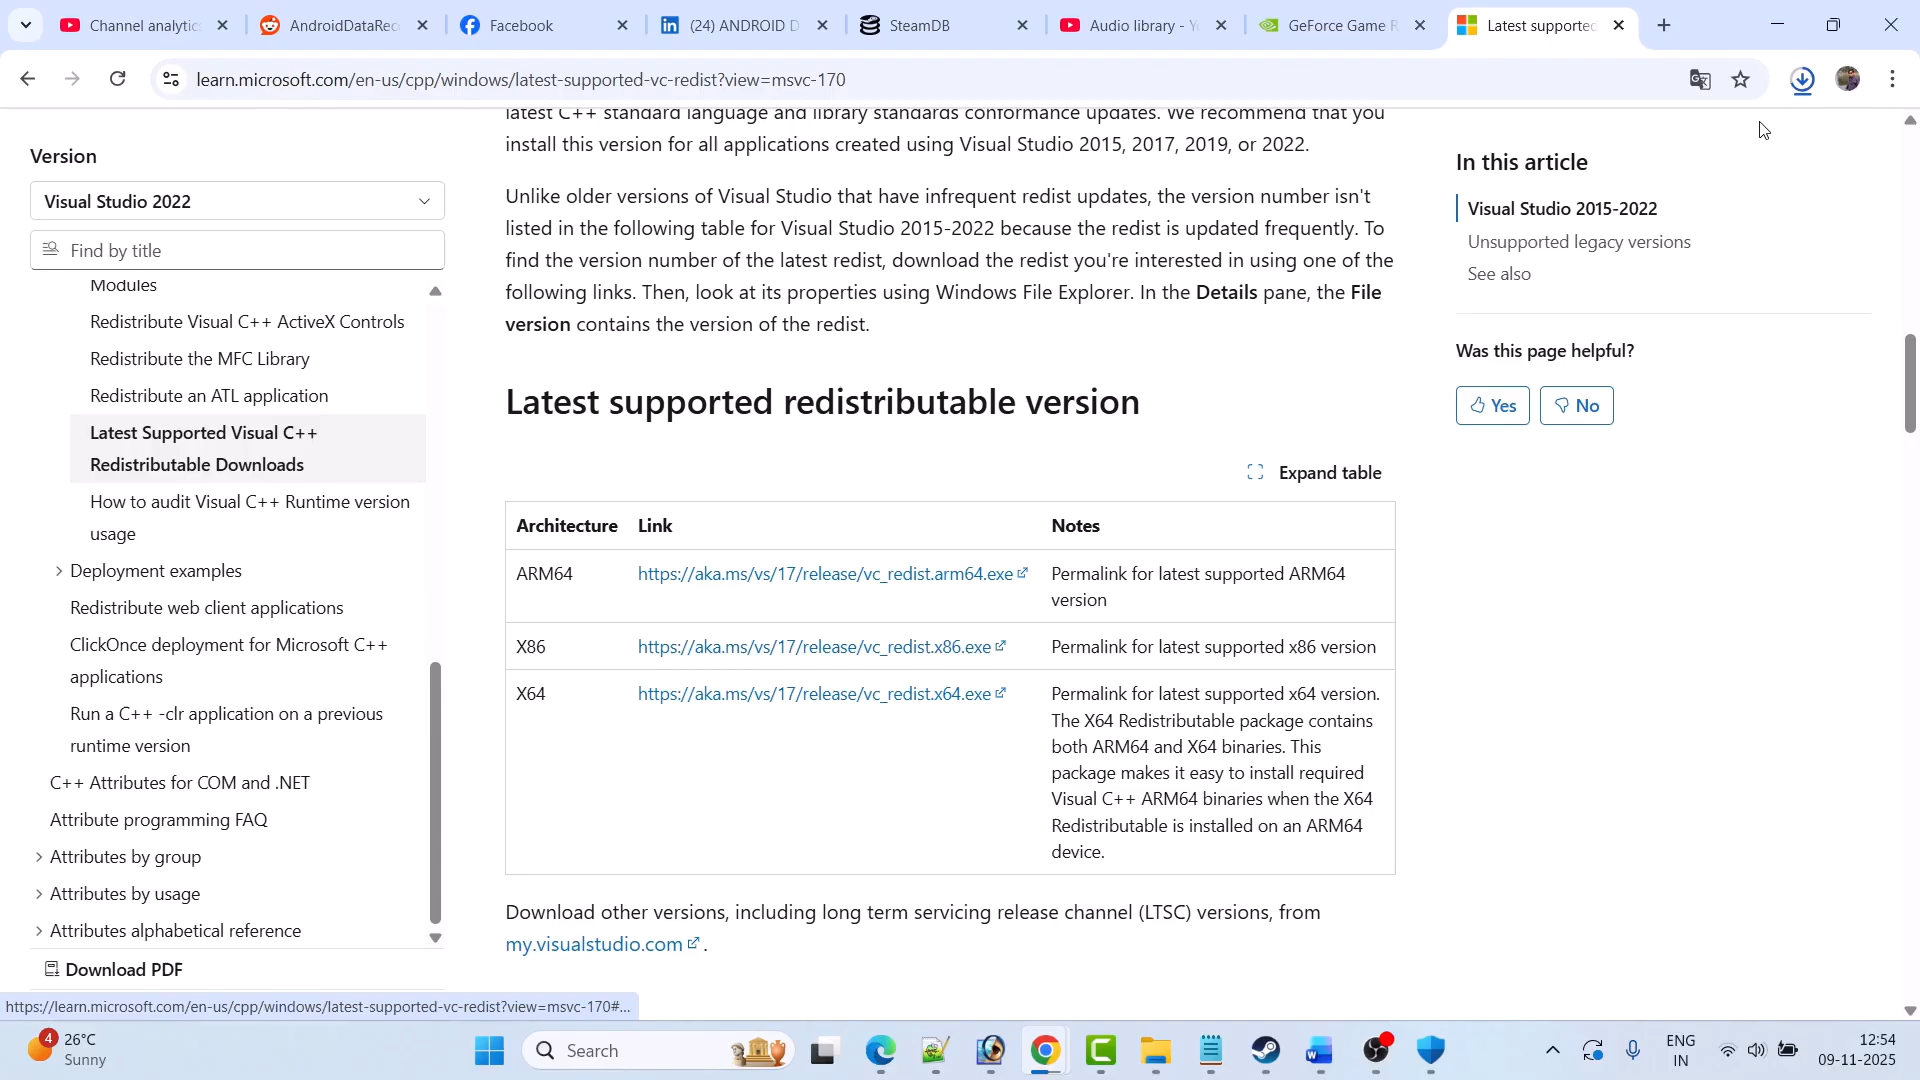 Channel analytics
AndroidDataRec
Facebook
(24) ANDROID D
SteamDB
Audio library - Yo
GeForce Game R
Latest supported
learn.microsoft.com/en-us/cpp/windows/latest-supported-vc-redist?view=msvc-170
Version
Visual Studio 2022
Find by title
Modules
Redistribute Visual C++ ActiveX Controls
Redistribute the MFC Library
Redistribute an ATL application
Latest Supported Visual C++
Redistributable Downloads
How to audit Visual C++ Runtime version
usage
Deployment examples
Redistribute web client applications
ClickOnce deployment for Microsoft C++
applications
Run a C++ -clr application on a previous
runtime version
C++ Attributes for COM and .NET
Attribute programming FAQ
Attributes by group
Attributes by usage
Attributes alphabetical reference
Download PDF
https://learn.microsoft.com/en-us/cpp/windows/latest-supported-vc-redist?view=msvc-170#...
latest C++ standard language and library standards conformance updates. We recommend that you
install this version for all applications created using Visual Studio 2015, 2017, 2019, or 2022.
Unlike older versions of Visual Studio that have infrequent redist updates, the version number isn't
listed in the following table for Visual Studio 2015-2022 because the redist is updated frequently. To
find the version number of the latest redist, download the redist you're interested in using one of the
following links. Then, look at its properties using Windows File Explorer. In the Details pane, the File
version contains the version of the redist.
Latest supported redistributable version
Expand table
Architecture Link Notes
ARM64 https://aka.ms/vs/17/release/vc_redist.arm64.exe Permalink for latest supported ARM64
version
X86 https://aka.ms/vs/17/release/vc_redist.x86.exe Permalink for latest supported x86 version
X64 https://aka.ms/vs/17/release/vc_redist.x64.exe Permalink for latest supported x64 version.
The X64 Redistributable package contains
both ARM64 and X64 binaries. This
package makes it easy to install required
Visual C++ ARM64 binaries when the X64
Redistributable is installed on an ARM64
device.
Download other versions, including long term servicing release channel (LTSC) versions, from
my.visualstudio.com .
In this article
Visual Studio 2015-2022
Unsupported legacy versions
See also
Was this page helpful?
Yes
No
4
26°C
Sunny
Search
ENG
IN
12:54
09-11-2025